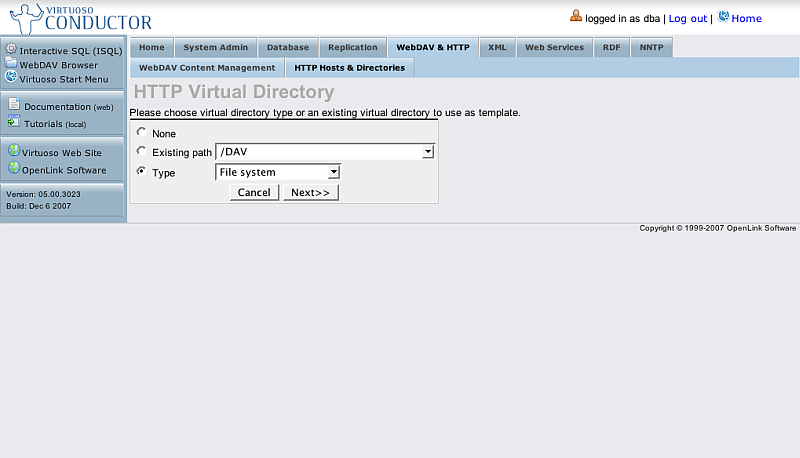 VIRTUOSO
CONDUCTOR
logged in as dba | Log out | Home
Interactive SQL (ISQL)
WebDAV Browser
Virtuoso Start Menu
Documentation (web)
Tutorials (local)
Virtuoso Web Site
OpenLink Software
Version: 05.00.3023
Build: Dec 6 2007
Home System Admin Database Replication WebDAV & HTTP XML Web Services RDF NNTP
WebDAV Content Management HTTP Hosts & Directories
HTTP Virtual Directory
Please choose virtual directory type or an existing virtual directory to use as template.
None
Existing path /DAV
Type File system
Cancel Next>>
Copyright © 1999-2007 OpenLink Software